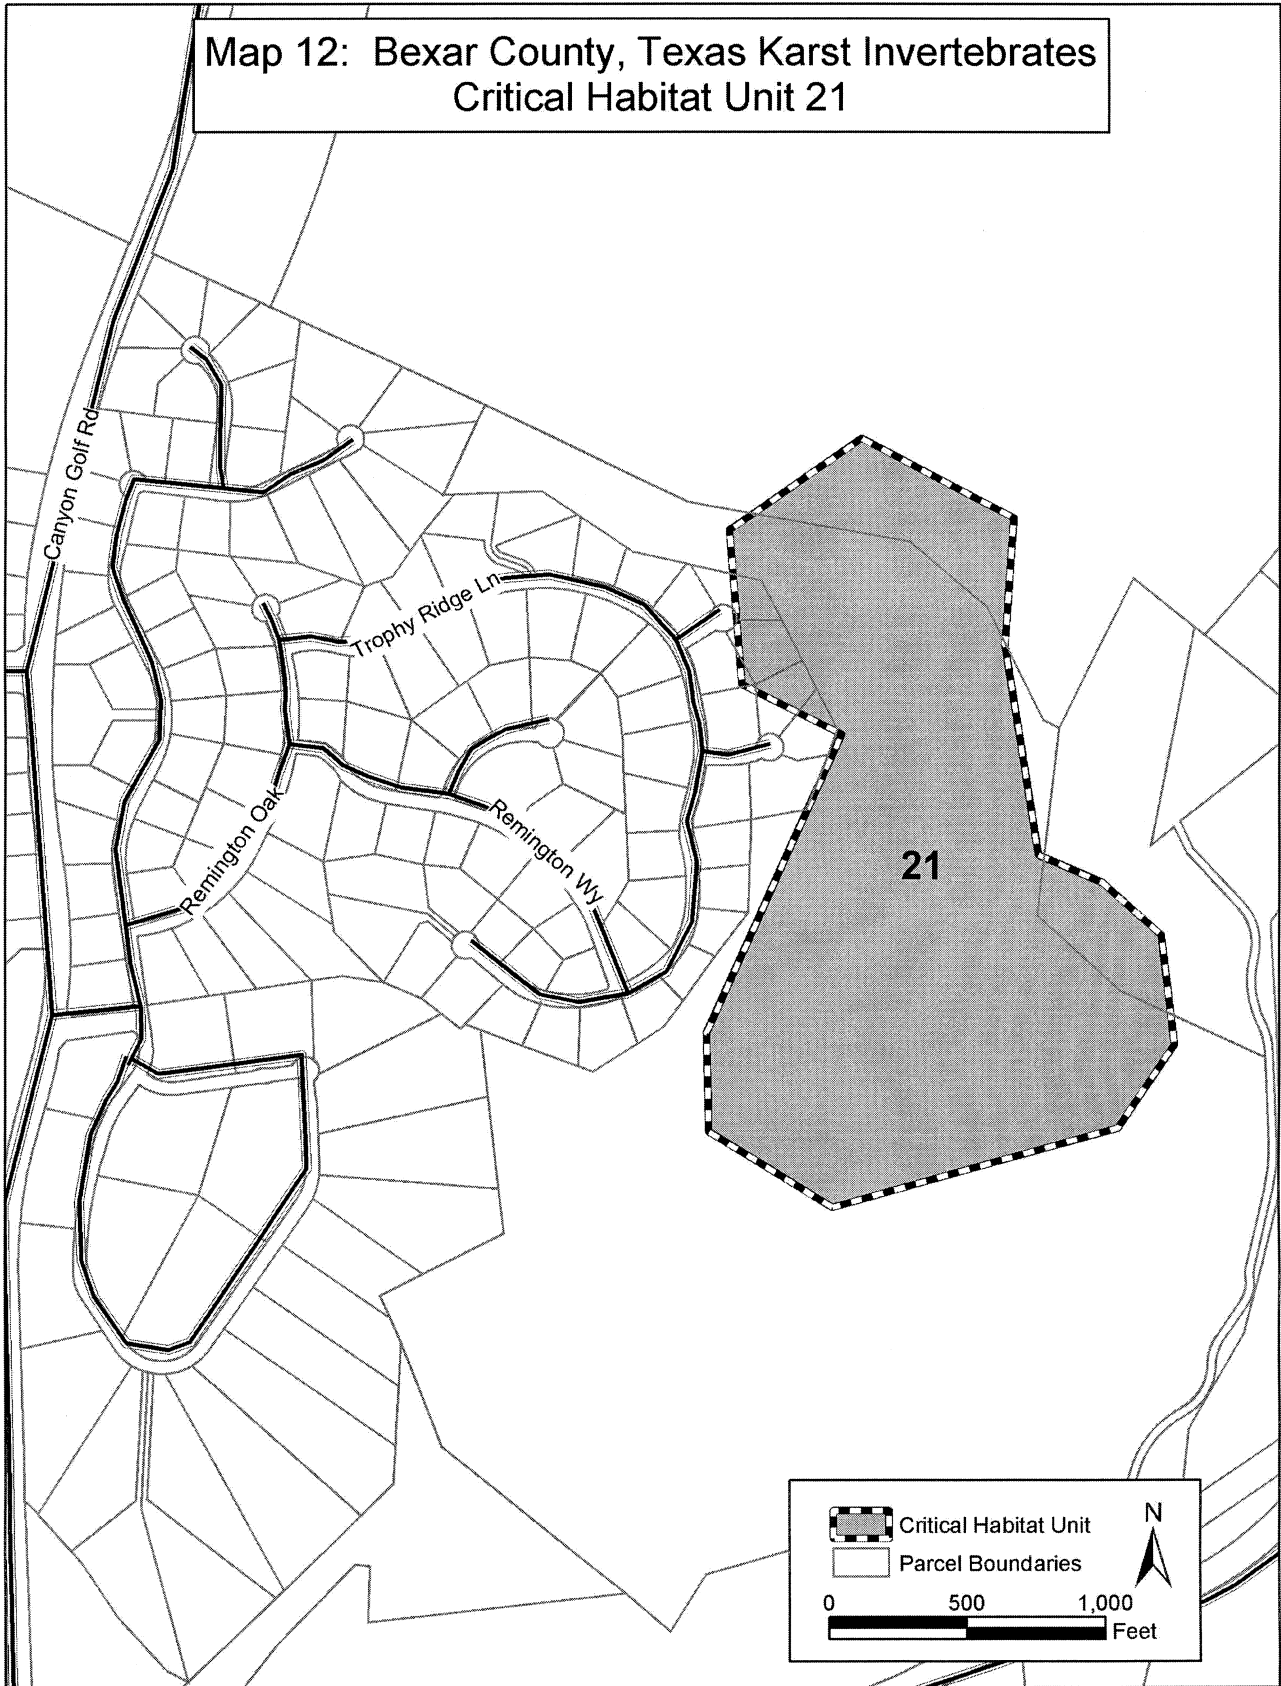 Map 12: Bexar County, Texas Karst Invertebrates
Critical Habitat Unit 21
Canyon Golf Rd
Trophy Ridge Ln
Remington Oak
Remington Wy
21
Critical Habitat Unit
Parcel Boundaries
N
0 500 1,000
Feet